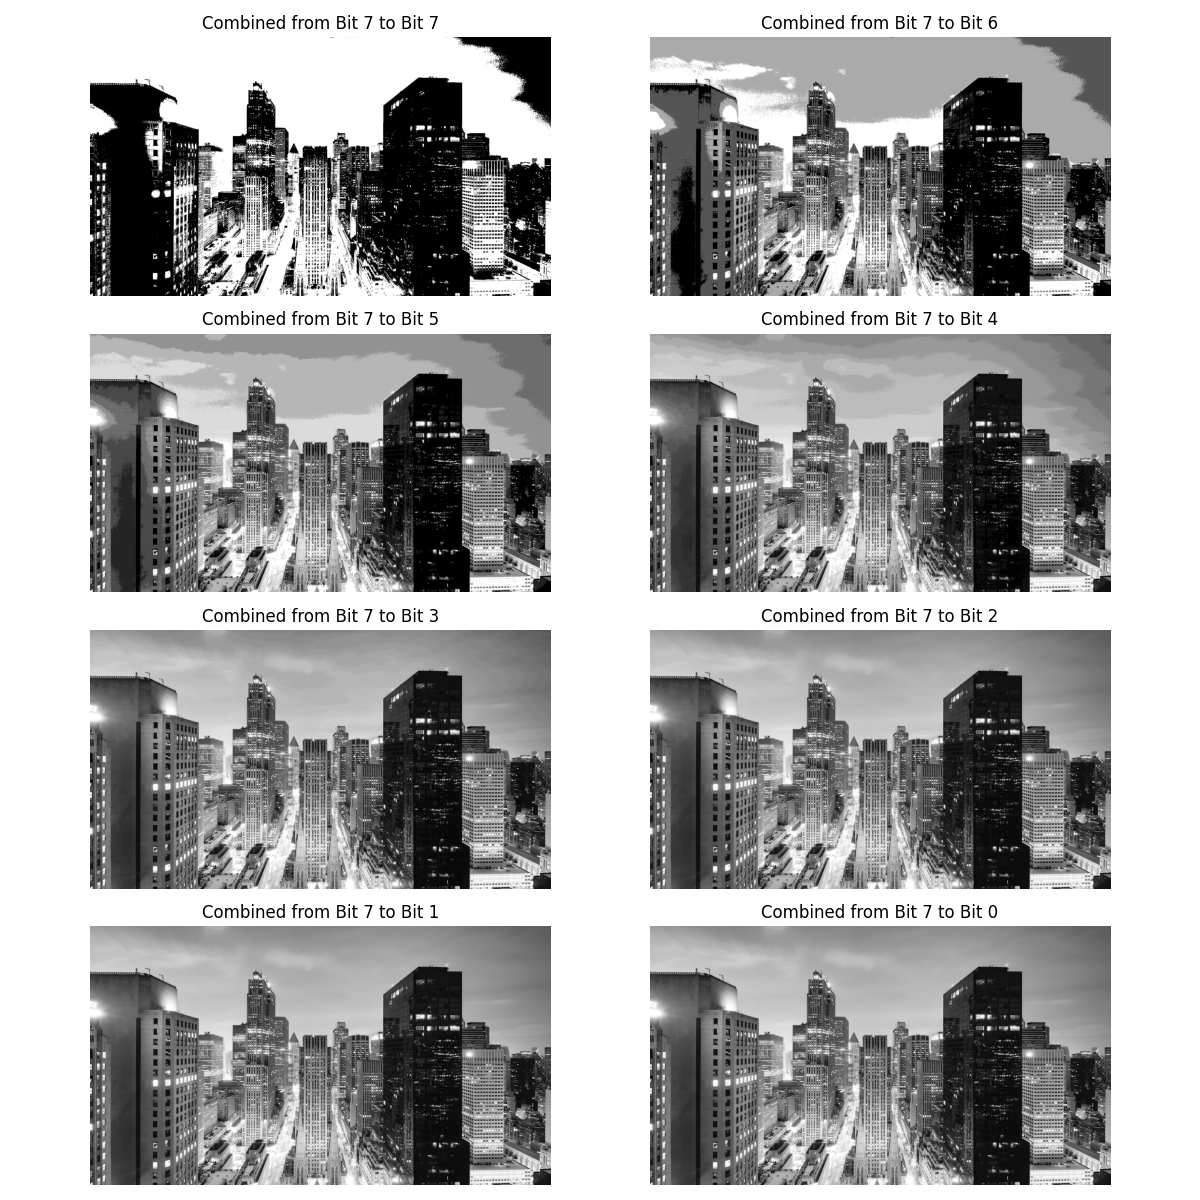 Combined from Bit 7 to Bit 7
Combined from Bit 7 to Bit 6
Combined from Bit 7 to Bit 5
Combined from Bit 7 to Bit 4
Combined from Bit 7 to Bit 3
Combined from Bit 7 to Bit 2
Combined from Bit 7 to Bit 1
Combined from Bit 7 to Bit 0